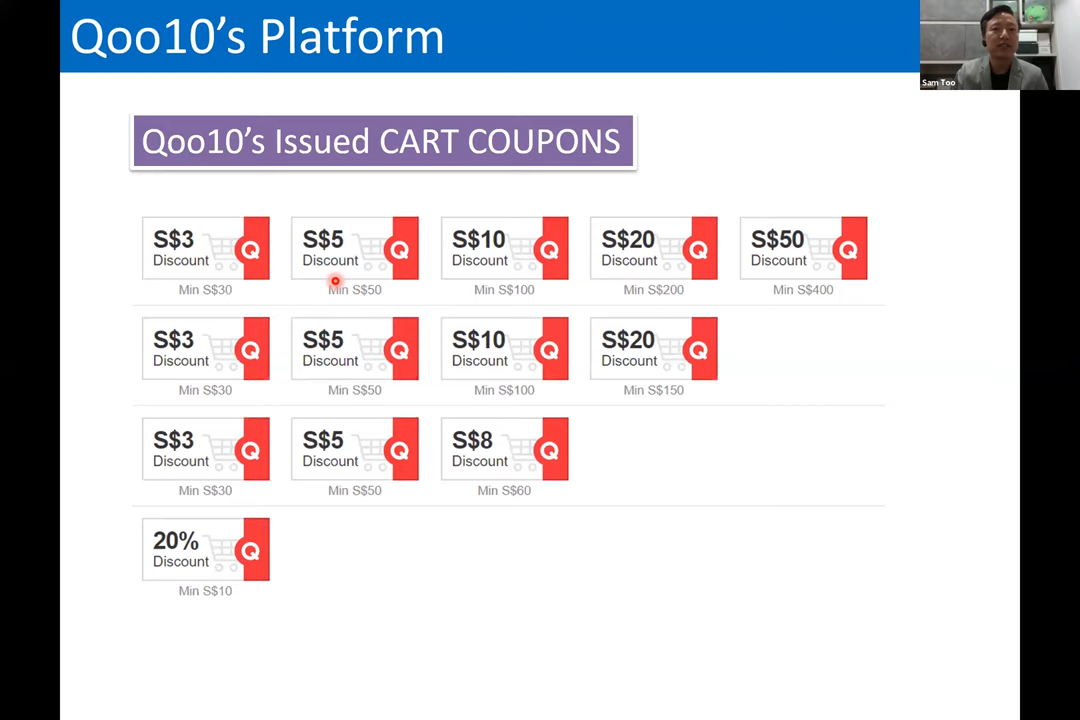 Qoo10's Platform
Sam Too
Qoo10's Issued CART COUPONS
S$3 S$5 S$10 S$20 S$50
Discount Discount Discount Discount Discount
Q Q Q Q Q
Min S$30 Min S$50 Min S$100 Min S$200 Min S$400
S$3 S$5 S$10 S$20
Discount Discount Discount Discount
Q Q Q Q
Min S$30 Min S$50 Min S$100 Min S$150
S$3 S$5 S$8
Discount Discount Discount
Q Q Q
Min S$30 Min S$50 Min S$60
20%
Discount
Q
Min S$10